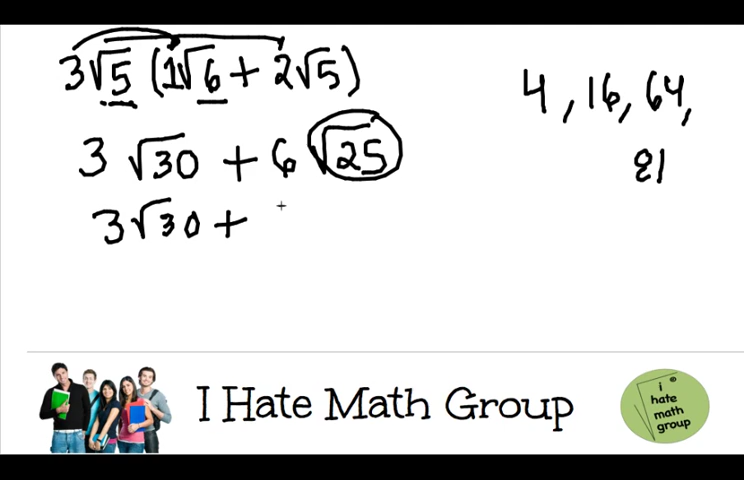 3√5 (1√6 + 2√5)
4, 16, 64,
81
3 √30 + 6 √25
3√30 +
I Hate Math Group
i
hate
math
group